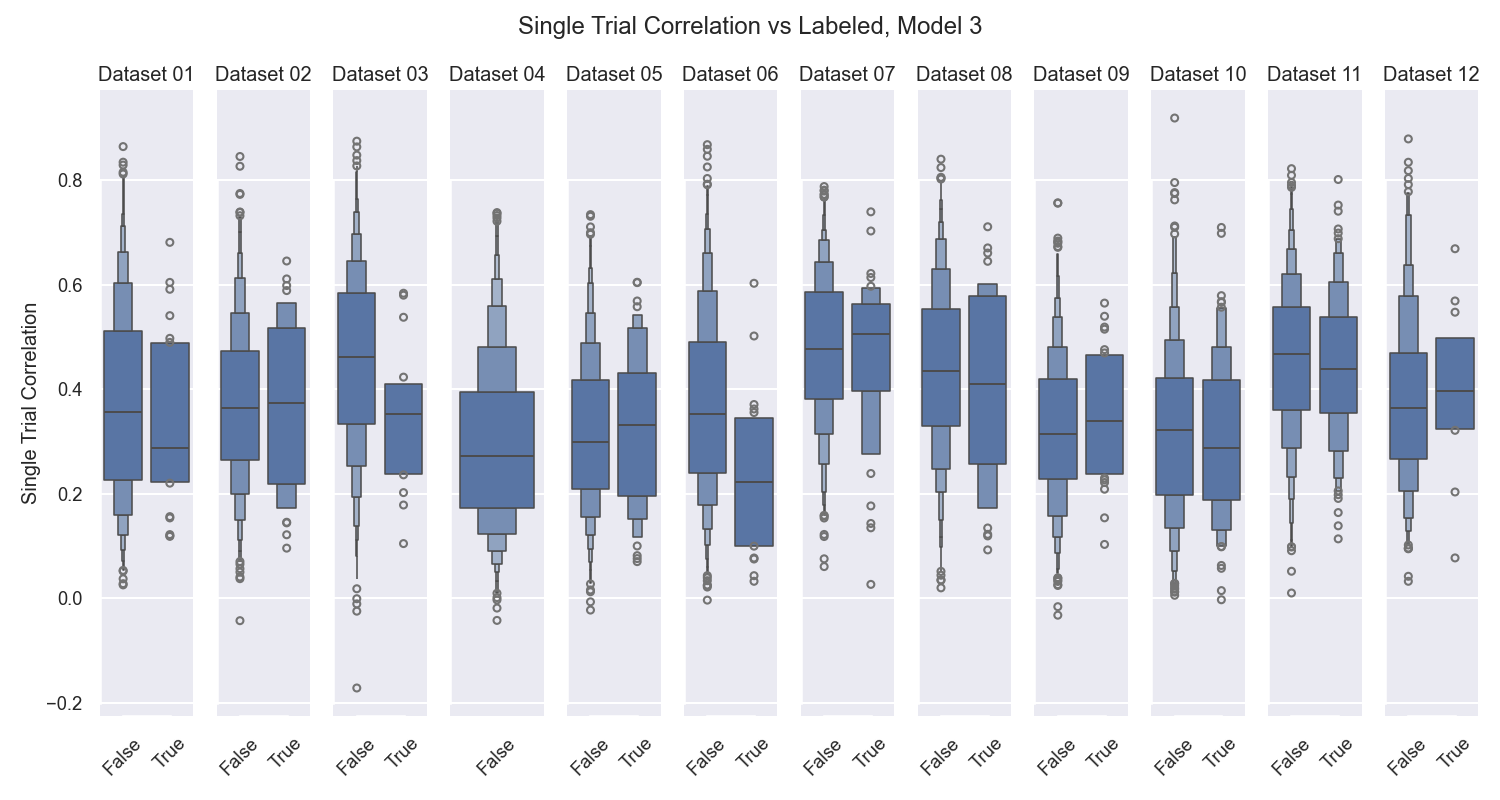 Single Trial Correlation vs Labeled, Model 3
Dataset 01 Dataset 02 Dataset 03 Dataset 04 Dataset 05 Dataset 06 Dataset 07 Dataset 08 Dataset 09 Dataset 10 Dataset 11 Dataset 12
Single Trial Correlation
0.8
0.6
0.4
0.2
0.0
−0.2
False True False True False True False False True False True False True False True False True False True False True False True